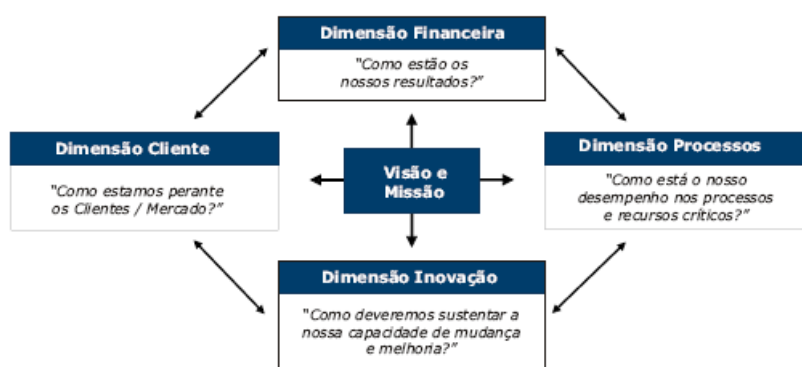 Dimensão Financeira
"Como estão os
nossos resultados?"
Dimensão Cliente
"Como estamos perante
os Clientes / Mercado?"
Visão e
Missão
Dimensão Processos
"Como está o nosso
desempenho nos processos
e recursos críticos?"
Dimensão Inovação
"Como deveremos sustentar a
nossa capacidade de mudança
e melhoria?"